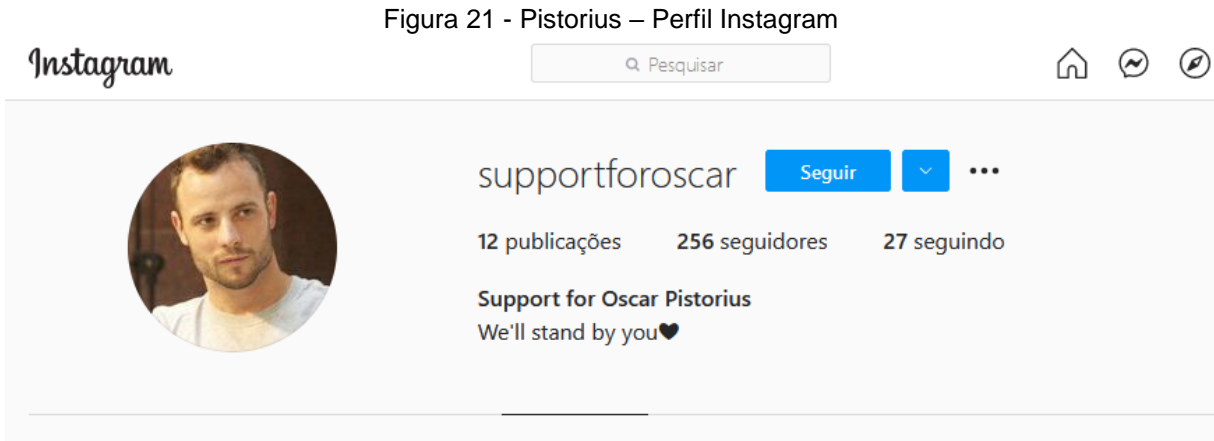 Figura 21 - Pistorius – Perfil Instagram
Instagram
Pesquisar
supportforoscar Seguir
12 publicações 256 seguidores 27 seguindo
Support for Oscar Pistorius
We'll stand by you🖤